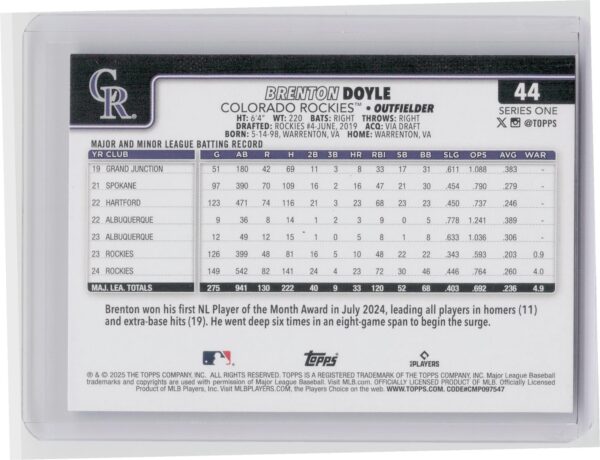 CR
BRENTON DOYLE
44
COLORADO ROCKIES™ • OUTFIELDER
SERIES ONE
HT: 6'4" WT: 220 BATS: RIGHT THROWS: RIGHT
@TOPPS
DRAFTED: ROCKIES #4-JUNE, 2019 ACQ: VIA DRAFT
BORN: 5-14-98, WARRENTON, VA HOME: WARRENTON, VA
MAJOR AND MINOR LEAGUE BATTING RECORD
YR CLUB G AB R H 2B 3B HR RBI SB BB SLG OPS AVG WAR
19 GRAND JUNCTION 51 180 42 69 11 3 8 33 17 31 .611 1.088 .383 -
21 SPOKANE 97 390 70 109 16 2 16 47 21 30 .454 .790 .279 -
22 HARTFORD 123 471 74 116 21 3 23 68 23 23 .450 .737 .246 -
22 ALBUQUERQUE 9 36 8 14 1 2 3 9 0 5 .778 1.241 .389 -
23 ALBUQUERQUE 12 49 12 15 1 0 5 8 1 8 .633 1.036 .306 -
23 ROCKIES 126 399 48 81 16 5 10 48 22 22 .343 .593 .203 0.9
24 ROCKIES 149 542 82 141 24 4 23 72 30 46 .446 .764 .260 4.0
MAJ. LEA. TOTALS 275 941 130 222 40 9 33 120 52 68 .403 .692 .236 4.9
Brenton won his first NL Player of the Month Award in July 2024, leading all players in homers (11)
and extra-base hits (19). He went deep six times in an eight-game span to begin the surge.
Topps
PLAYERS
® & © 2025 THE TOPPS COMPANY, INC. ALL RIGHTS RESERVED. TOPPS IS A REGISTERED TRADEMARK OF THE TOPPS COMPANY, INC. Major League Baseball
trademarks and copyrights are used with permission of Major League Baseball. Visit MLB.com. OFFICIALLY LICENSED PRODUCT OF MLB. Officially Licensed
Product of MLB Players, Inc. Visit MLBPLAYERS.COM, the Players Choice on the web. WWW.TOPPS.COM. CODE#CMP097547